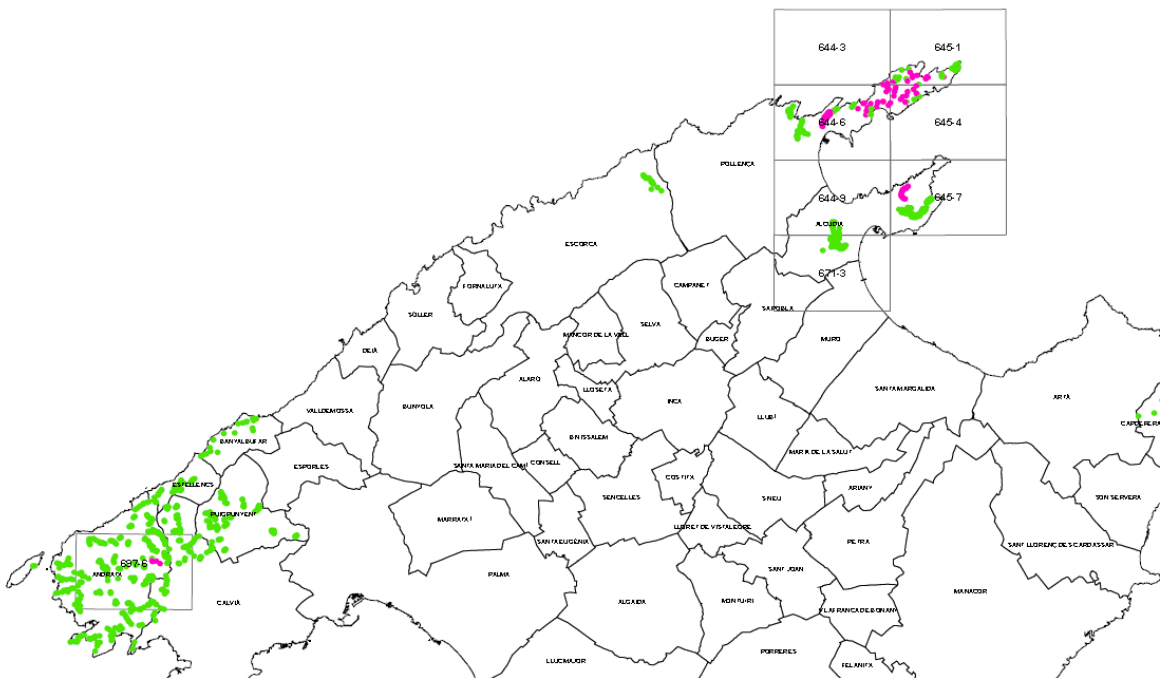 644-3
645-1
644-6
645-4
POLLENÇA
644-9
645-7
ALCUDIA
ESCORCA
671-3
FORNALUTX
CAMPANET
SOLLER
SA POBLA
SELVA
MANCOR DE LA VALL
BUGER
MURO
DEIÀ
ALARÓ
LLOSETA
SANTA MARGALIDA
ARTÀ
INCA
BUNYOLA
VALLDEMOSSA
LLUBÍ
CAPDEPERA
BANYALBUFAR
BINISSALEM
MARIA DE LA SALUT
CONSELL
SANTA MARIA DEL CAMÍ
ESPORLES
COSTITX
ESTELLENCS
ARIANY
SENCELLES
SINEU
SON SERVERA
PUIGPUNYENT
MARRATXÍ
LLORET DE VISTALEGRE
SANTA EUGÈNIA
PETRA
SANT LLORENÇ DES CARDASSAR
697-6
SANT JOAN
ANDRATX
PALMA
MANACOR
CALVIÀ
ALGAIDA
MONTUIRI
VILAFRANCA DE BONANY
PORRERES
LLUCMAJOR
FELANITX